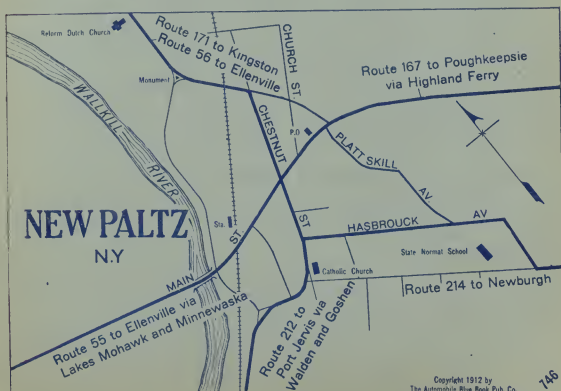 Reform Dutch Church
Route 171 to Kingston
Route 56 to Ellenville
Monument
CHURCH ST.
Route 167 to Poughkeepsie
via Highland Ferry
WALLKILL
RIVER
CHESTNUT
ST
P.O
PLATTSKILL
AV
NEW PALTZ
N.Y
Sta.
MAIN
ST.
HASBROUCK
AV
State Normal School
Catholic Church
Route 214 to Newburgh
Route 55 to Ellenville via
Lakes Mohawk and Minnewaska
Route 212 to
Port Jervis via
Walden and Goshen
Copyright 1912 by
The Automobile Blue Book Pub. Co.
746